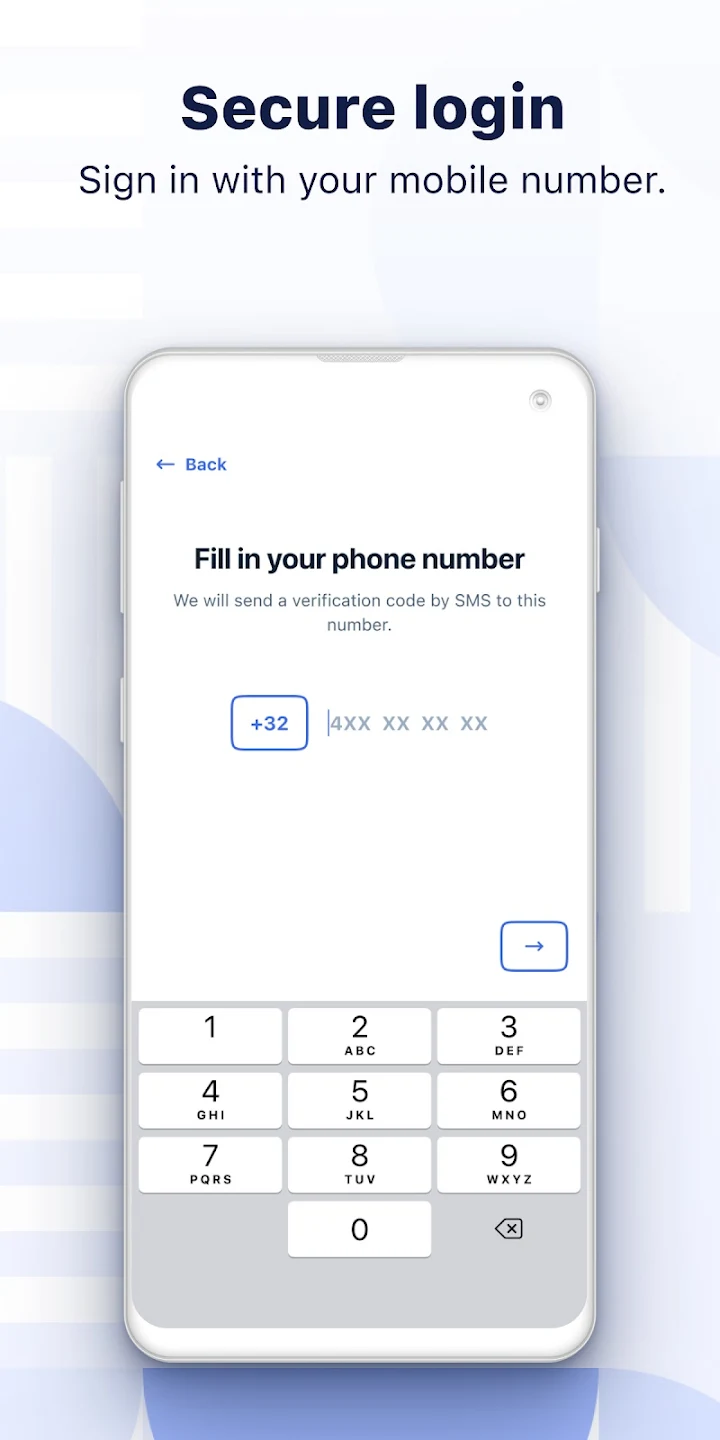 Secure login
Sign in with your mobile number.
← Back
Fill in your phone number
We will send a verification code by SMS to this
number.
+32 4XX XX XX XX
→
1 2 3
ABC DEF
4 5 6
GHI JKL MNO
7 8 9
PQRS TUV WXYZ
0